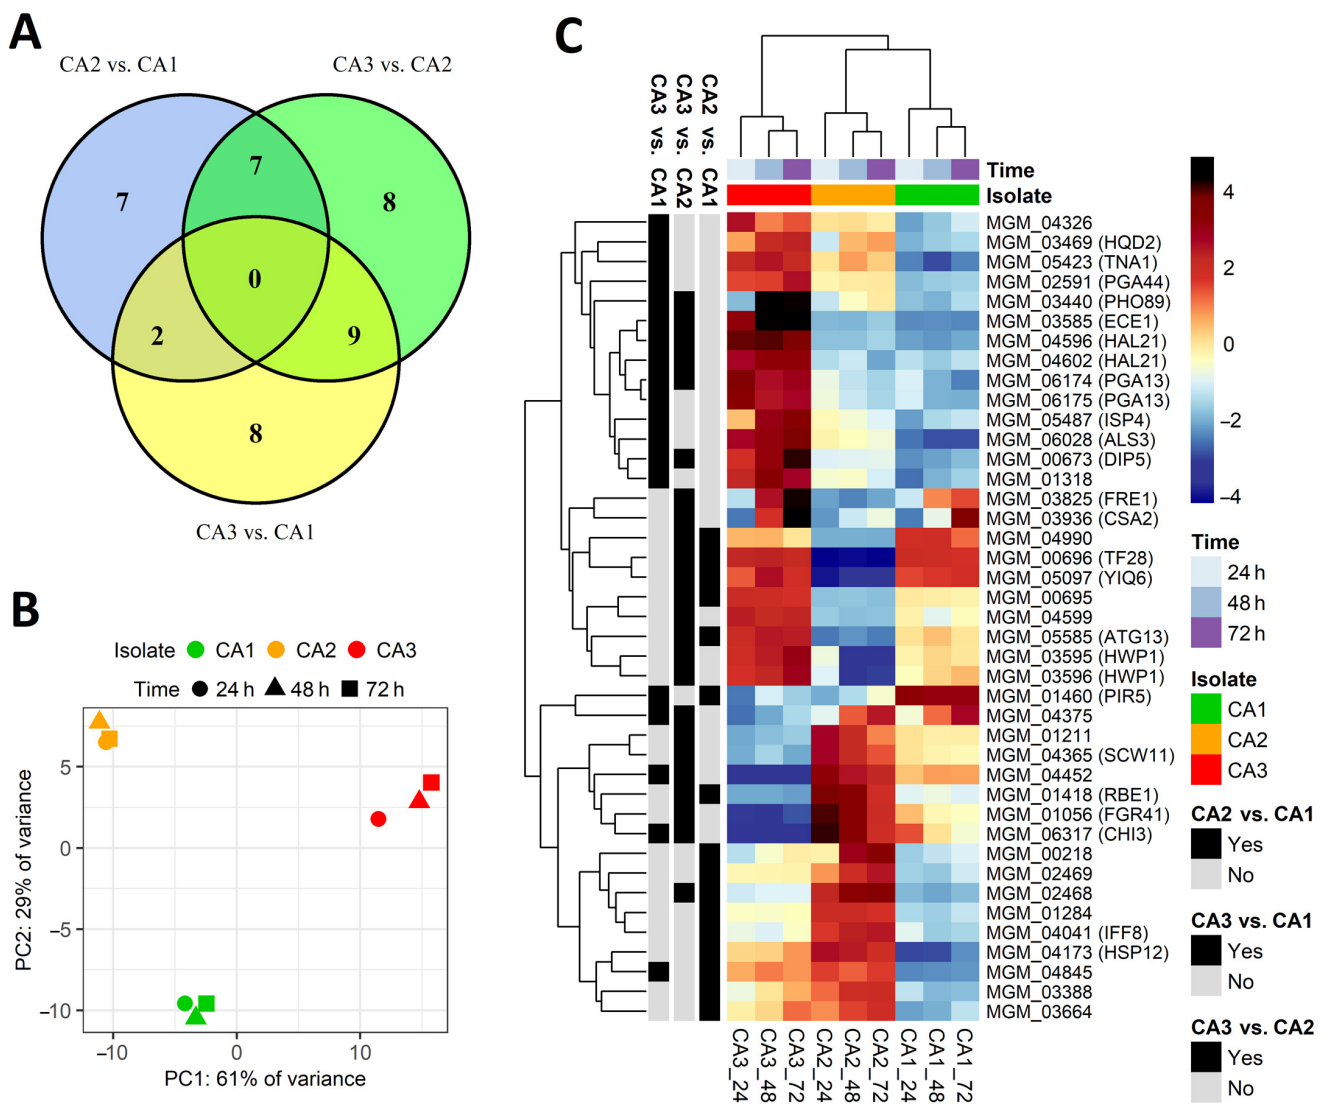 A
CA2 vs. CA1
CA3 vs. CA2
7
7
8
0
2
9
8
CA3 vs. CA1
B
Isolate CA1 CA2 CA3
Time 24 h 48 h 72 h
PC2: 29% of variance
5
0
−5
−10
−10 0 10
PC1: 61% of variance
C
CA3 vs. CA1
CA3 vs. CA2
CA2 vs. CA1
Time
Isolate
MGM_04326
MGM_03469 (HQD2)
MGM_05423 (TNA1)
MGM_02591 (PGA44)
MGM_03440 (PHO89)
MGM_03585 (ECE1)
MGM_04596 (HAL21)
MGM_04602 (HAL21)
MGM_06174 (PGA13)
MGM_06175 (PGA13)
MGM_05487 (ISP4)
MGM_06028 (ALS3)
MGM_00673 (DIP5)
MGM_01318
MGM_03825 (FRE1)
MGM_03936 (CSA2)
MGM_04990
MGM_00696 (TF28)
MGM_05097 (YIQ6)
MGM_00695
MGM_04599
MGM_05585 (ATG13)
MGM_03595 (HWP1)
MGM_03596 (HWP1)
MGM_01460 (PIR5)
MGM_04375
MGM_01211
MGM_04365 (SCW11)
MGM_04452
MGM_01418 (RBE1)
MGM_01056 (FGR41)
MGM_06317 (CHI3)
MGM_00218
MGM_02469
MGM_02468
MGM_01284
MGM_04041 (IFF8)
MGM_04173 (HSP12)
MGM_04845
MGM_03388
MGM_03664
CA3_24
CA3_48
CA3_72
CA2_24
CA2_48
CA2_72
CA1_24
CA1_48
CA1_72
4
2
0
−2
−4
Time
24 h
48 h
72 h
Isolate
CA1
CA2
CA3
CA2 vs. CA1
Yes
No
CA3 vs. CA1
Yes
No
CA3 vs. CA2
Yes
No